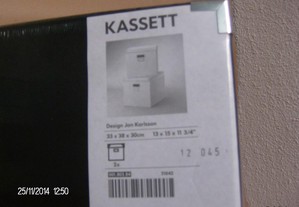 KASSETT
Design Jon Karlsson
33 x 38 x 30cm 13 x 15 x 11 3/4"
12 045
2x
25/11/2014 12:50